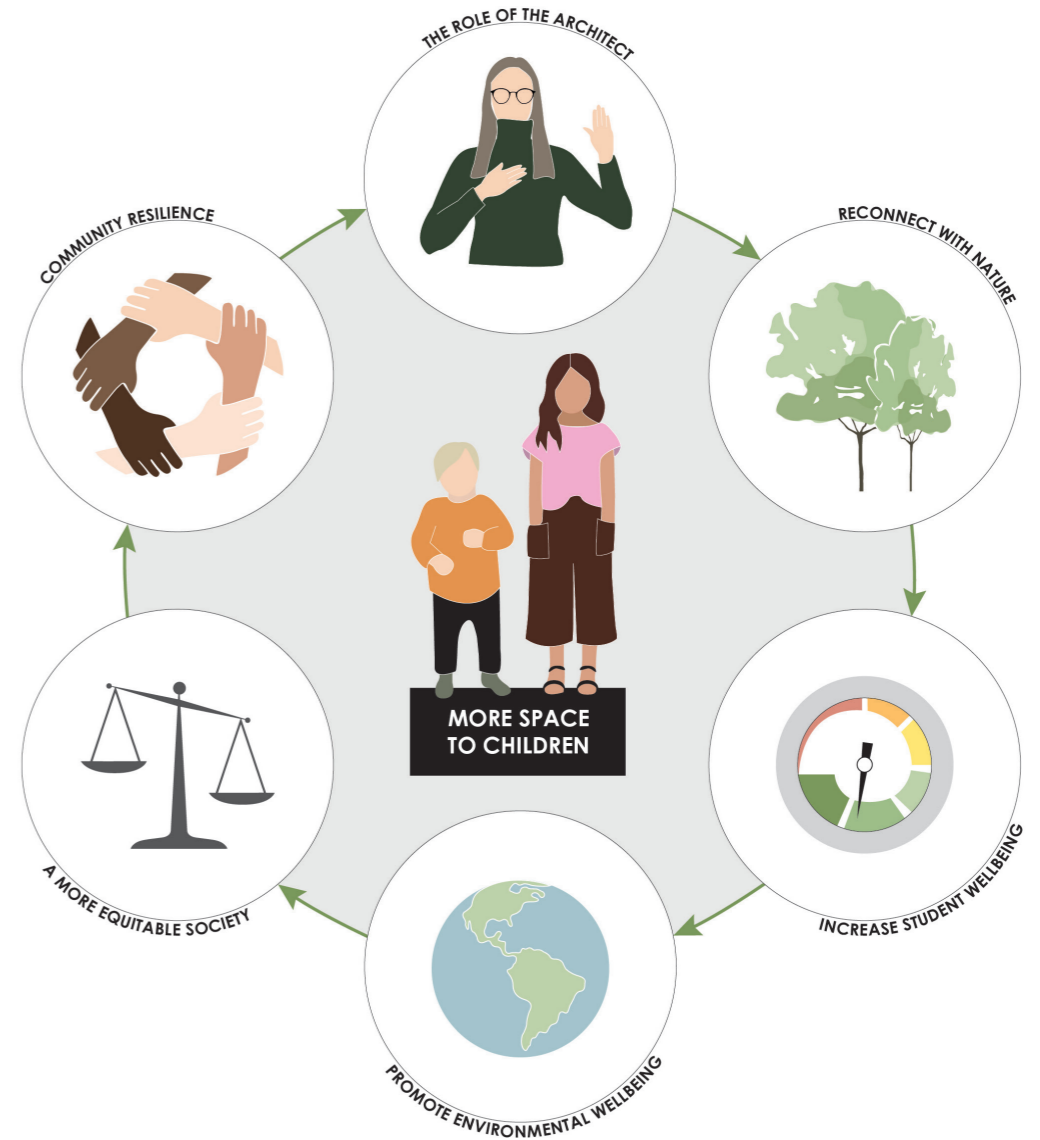 THE ROLE OF THE ARCHITECT
RECONNECT WITH NATURE
INCREASE STUDENT WELLBEING
PROMOTE ENVIRONMENTAL WELLBEING
A MORE EQUITABLE SOCIETY
COMMUNITY RESILIENCE
MORE SPACE
TO CHILDREN